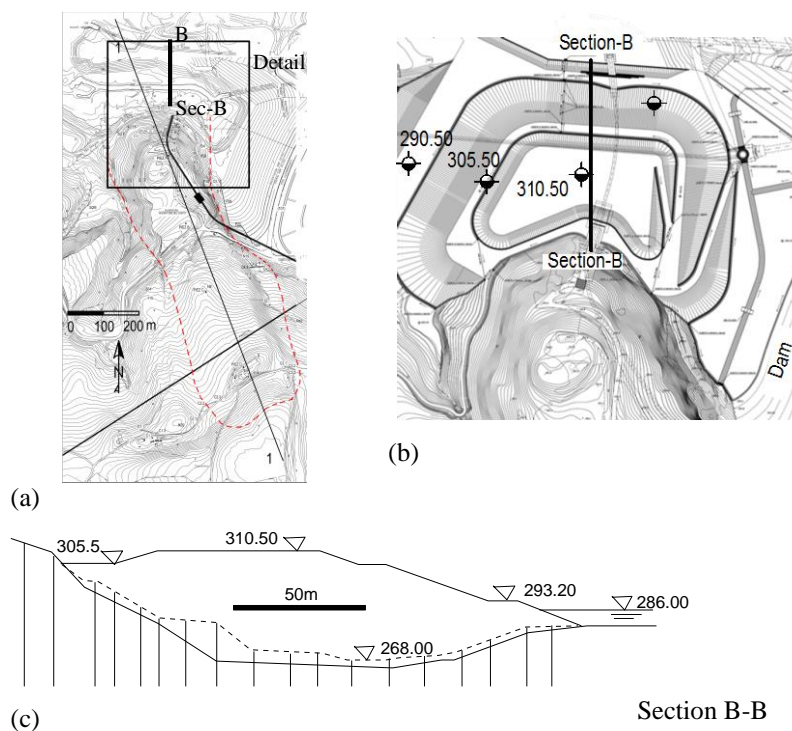 1
B
Detail
Sec-B
0 100 200 m
N
1
(a)
Section-B
290.50
305.50
310.50
Section-B
Dam
(b)
305.5
310.50
50m
293.20
286.00
268.00
(c)
Section B-B